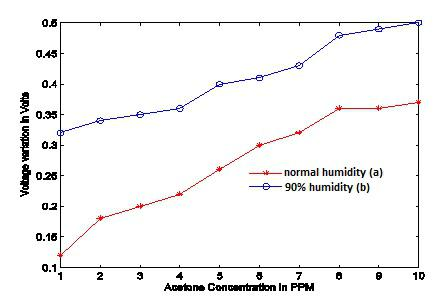 0.5
0.45
0.4
0.35
0.3
0.25
0.2
0.15
0.1
Voltage variation in Volts
normal humidity (a)
90% humidity (b)
1 2 3 4 5 6 7 8 9 10
Acetone Concentration in PPM